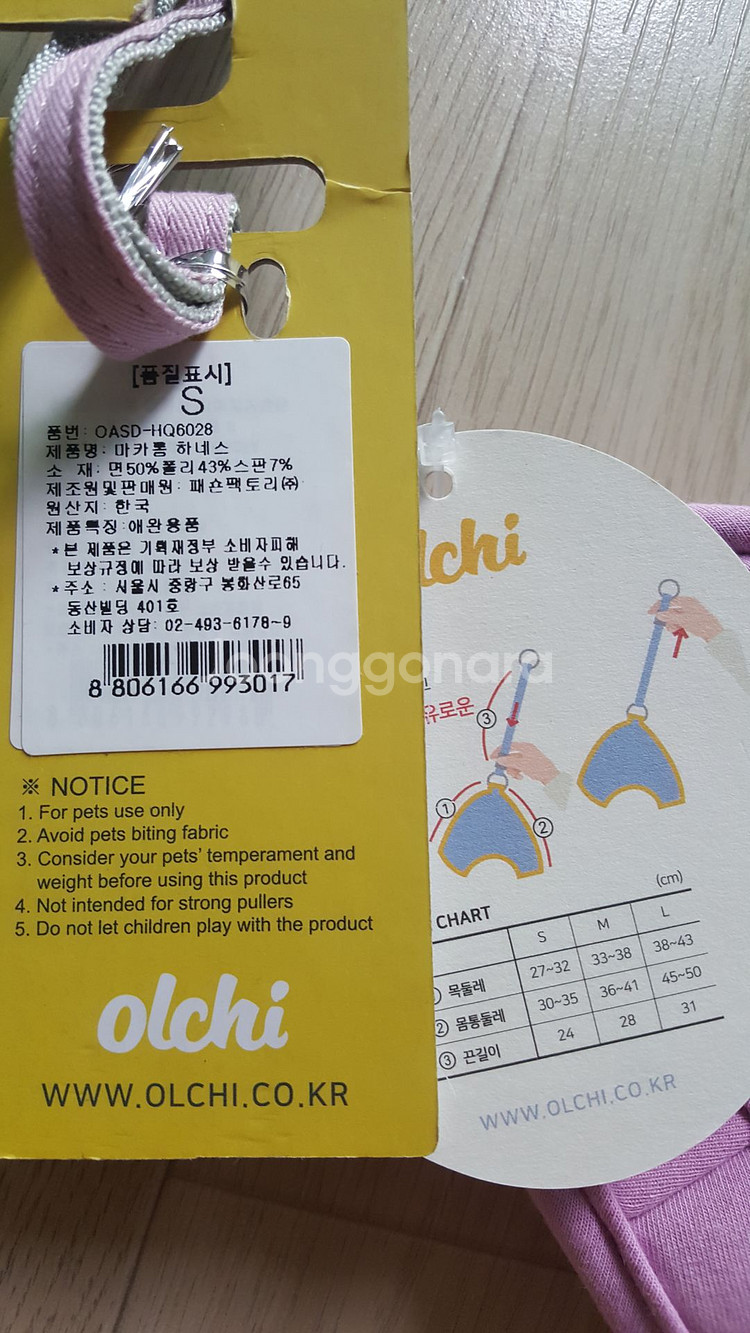 [품질표시]
S
품번: OASD-HQ6028
제품명: 마카롱 하네스
소 재: 면50%폴리43%스판7%
제조원및판매원: 패션팩토리㈜
원산지: 한국
제품특징:애완용품
*본 제품은 기획재정부 소비자피해
보상규정에 따라 보상 받을수 있습니다.
*주소 : 서울시 중랑구 봉화산로65
동산빌딩 401호
소비자 상담: 02-493-6178~9
8 806166 993017
※ NOTICE
1. For pets use only
2. Avoid pets biting fabric
3. Consider your pets' temperament and
weight before using this product
4. Not intended for strong pullers
5. Do not let children play with the product
olchi
WWW.OLCHI.CO.KR
lchi
유로운
③
① ②
CHART
(cm)
S M L
목둘레 27~32 33~38 38~43
② 몸통둘레 30~35 36~41 45~50
③ 끈길이 24 28 31
WWW.OLCHI.CO.KR
joonggonara